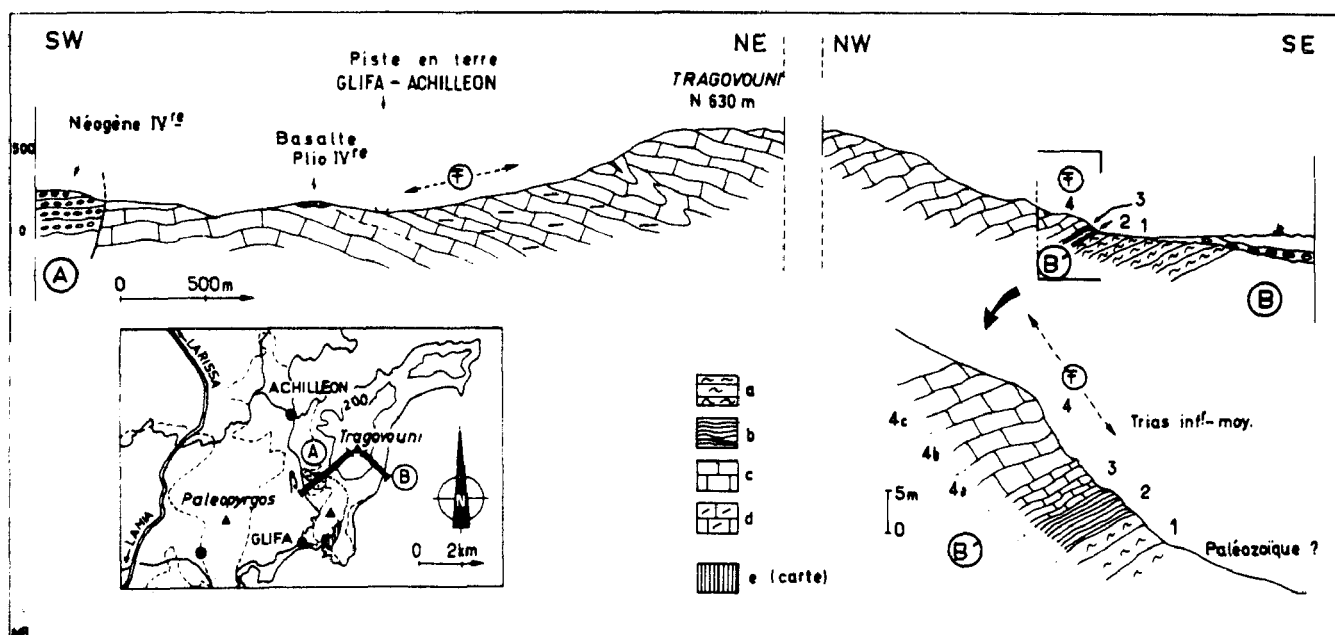 SW
NE
NW
SE
Piste en terre
GLIFA - ACHILLEON
TRAGOVOUNI
N 630 m
Néogène IVre
Basalte
Plio IVre
500
0
A
0 500m
4
3
2
1
B'
B
LARISSA
ACHILLEON
200
A
Tragovouni
B
Paleopyrgos
LAMIA
GLIFA
N
0 2km
a
b
c
d
e (carte)
4
Trias inf.-moy.
4c
4b
4a
3
2
1
5m
0
B'
Paléozoïque ?